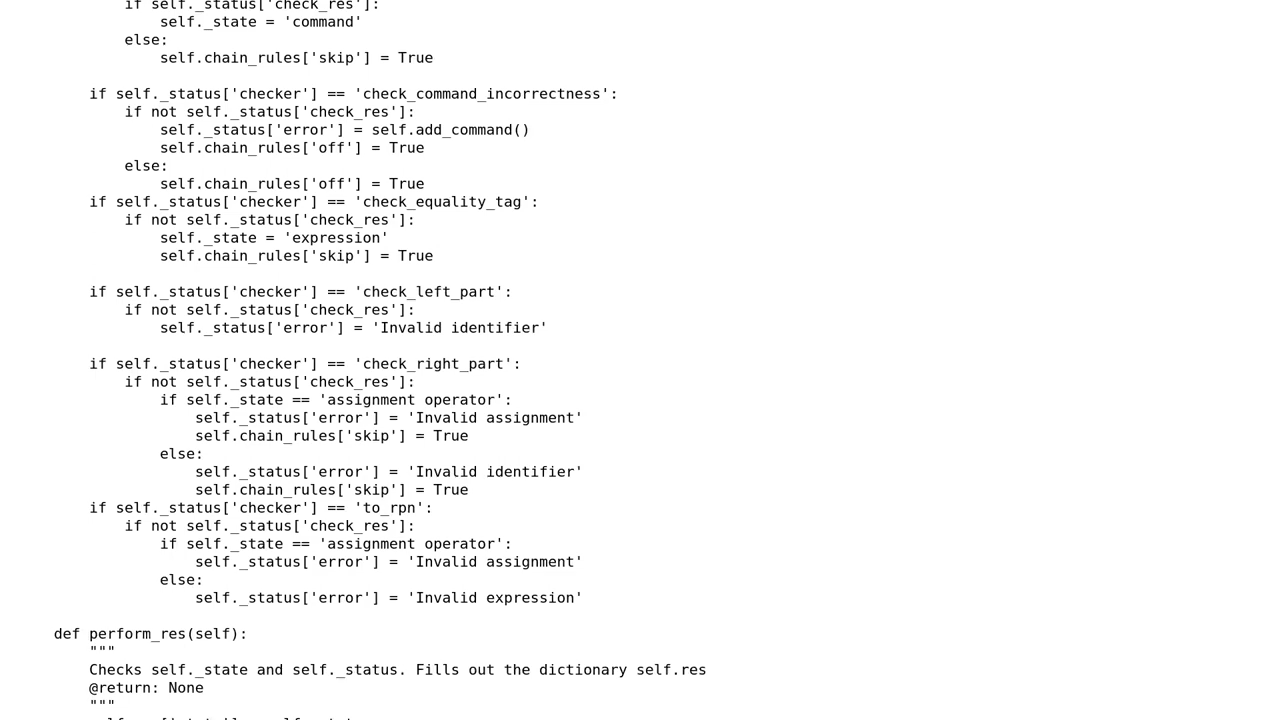 if self._status['check_res']:
                self._state = 'command'
            else:
                self.chain_rules['skip'] = True

        if self._status['checker'] == 'check_command_incorrectness':
            if not self._status['check_res']:
                self._status['error'] = self.add_command()
                self.chain_rules['off'] = True
            else:
                self.chain_rules['off'] = True
        if self._status['checker'] == 'check_equality_tag':
            if not self._status['check_res']:
                self._state = 'expression'
                self.chain_rules['skip'] = True

        if self._status['checker'] == 'check_left_part':
            if not self._status['check_res']:
                self._status['error'] = 'Invalid identifier'

        if self._status['checker'] == 'check_right_part':
            if not self._status['check_res']:
                if self._state == 'assignment operator':
                    self._status['error'] = 'Invalid assignment'
                    self.chain_rules['skip'] = True
                else:
                    self._status['error'] = 'Invalid identifier'
                    self.chain_rules['skip'] = True
        if self._status['checker'] == 'to_rpn':
            if not self._status['check_res']:
                if self._state == 'assignment operator':
                    self._status['error'] = 'Invalid assignment'
                else:
                    self._status['error'] = 'Invalid expression'

    def perform_res(self):
        """
        Checks self._state and self._status. Fills out the dictionary self.res
        @return: None
        """